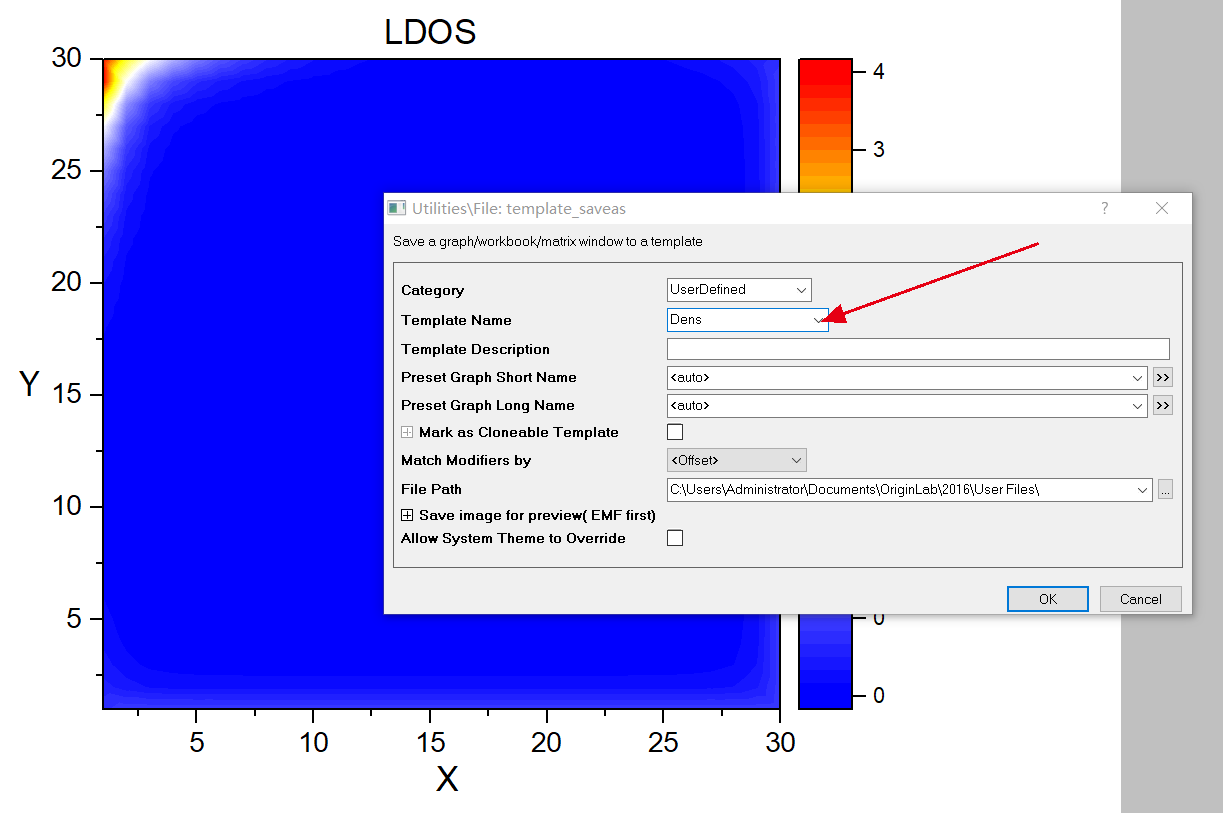 LDOS
30
4
3
25
Utilities\File: template_saveas
?
Save a graph/workbook/matrix window to a template
Category UserDefined
20
Template Name Dens
Template Description
Preset Graph Short Name <auto> >>
Y 15
Preset Graph Long Name <auto> >>
Mark as Cloneable Template
Match Modifiers by <Offset>
File Path C:\Users\Administrator\Documents\OriginLab\2016\User Files\ ...
10
Save image for preview( EMF first)
Allow System Theme to Override
OK Cancel
5
0
0
5 10 15 20 25 30
X